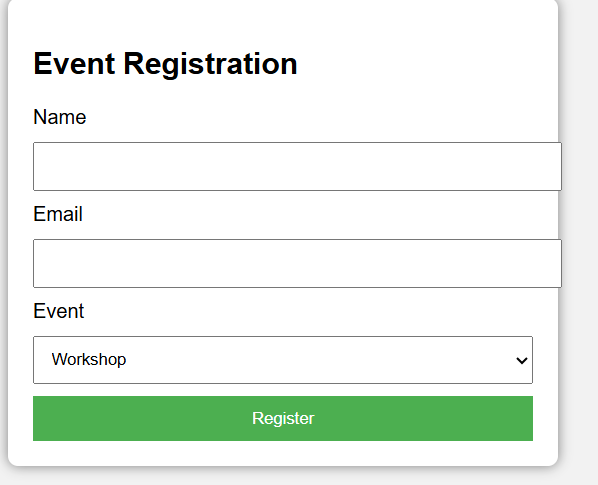 Event Registration
Name
Email
Event
Workshop
Register